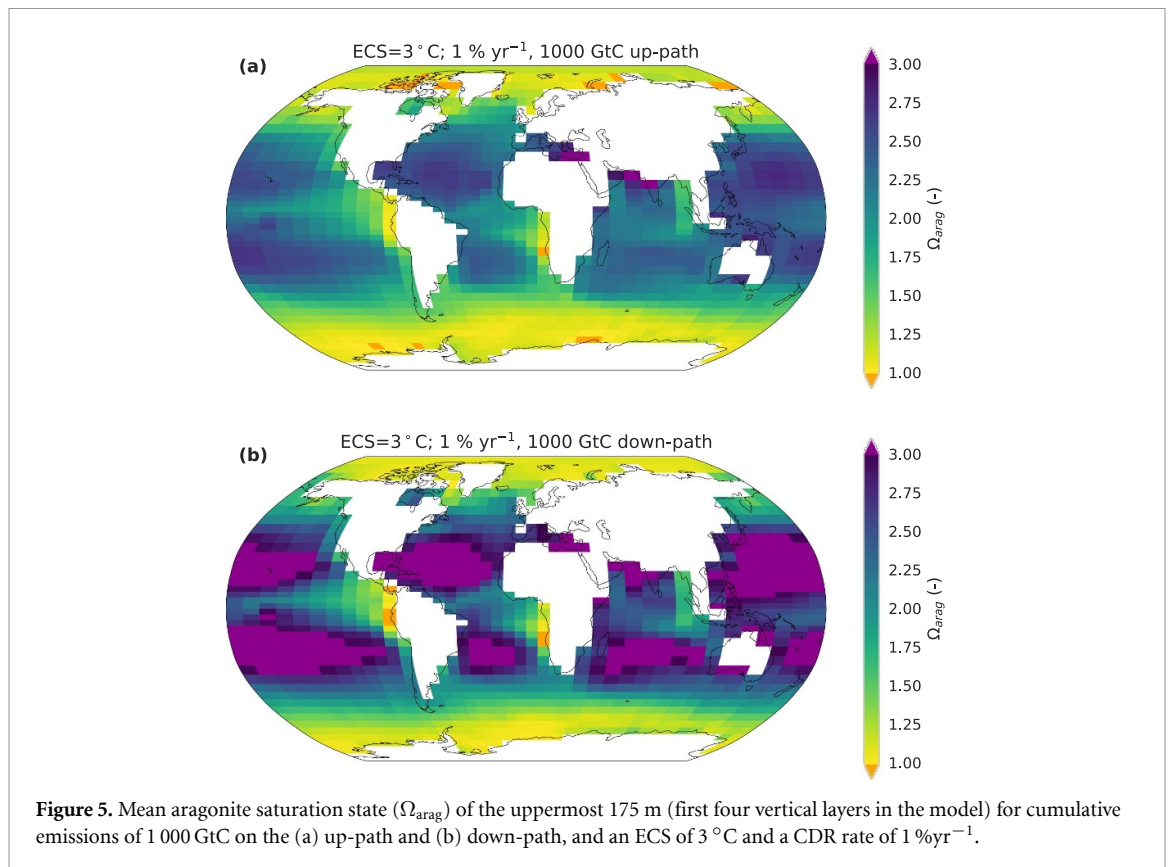 ECS=3°C; 1 % yr⁻¹, 1000 GtC up-path
(a)
3.00
2.75
2.50
2.25
2.00
1.75
1.50
1.25
1.00
Ωarag (-)
ECS=3°C; 1 % yr⁻¹, 1000 GtC down-path
(b)
3.00
2.75
2.50
2.25
2.00
1.75
1.50
1.25
1.00
Ωarag (-)
Figure 5. Mean aragonite saturation state (Ωarag) of the uppermost 175 m (first four vertical layers in the model) for cumulative
emissions of 1 000 GtC on the (a) up-path and (b) down-path, and an ECS of 3 °C and a CDR rate of 1 %yr⁻¹.